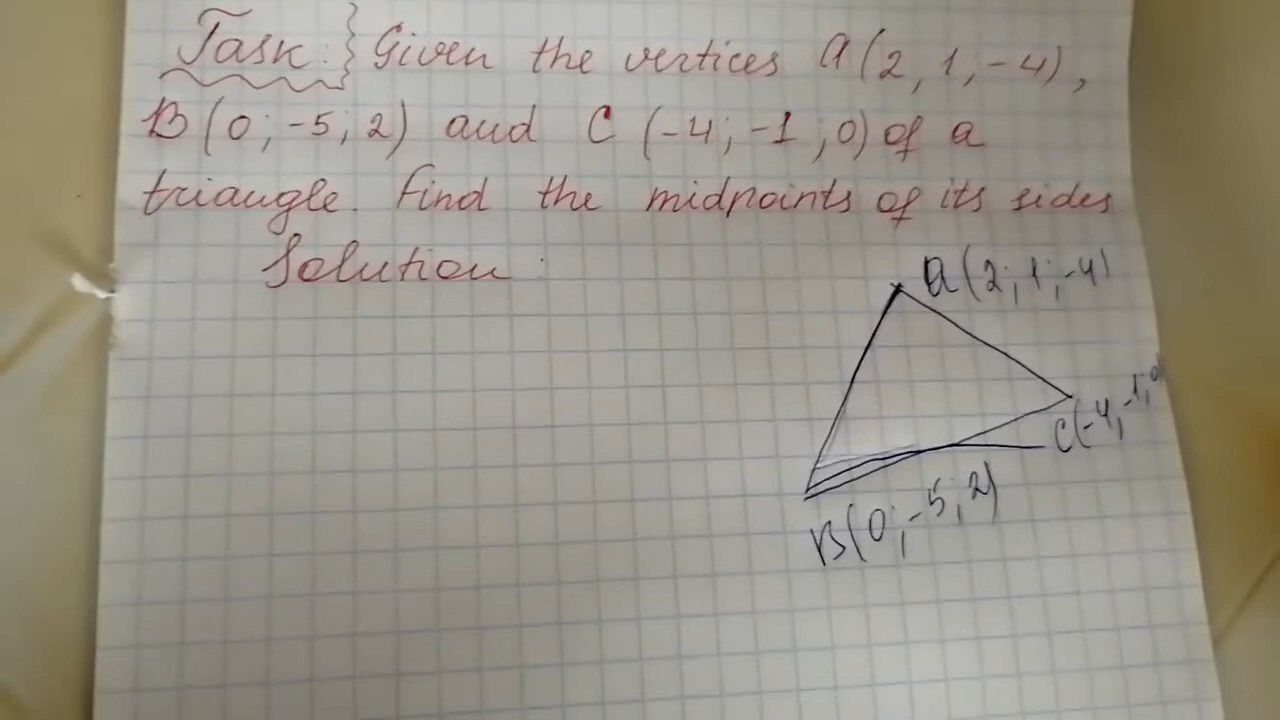 Task: Given the vertices A(2, 1, -4),
B(0; -5; 2) and C (-4; -1; 0) of a
triangle. Find the midpoints of its sides
Solution:
A(2; 1; -4)
C(-4; -1; 0
B(0; -5; 2)